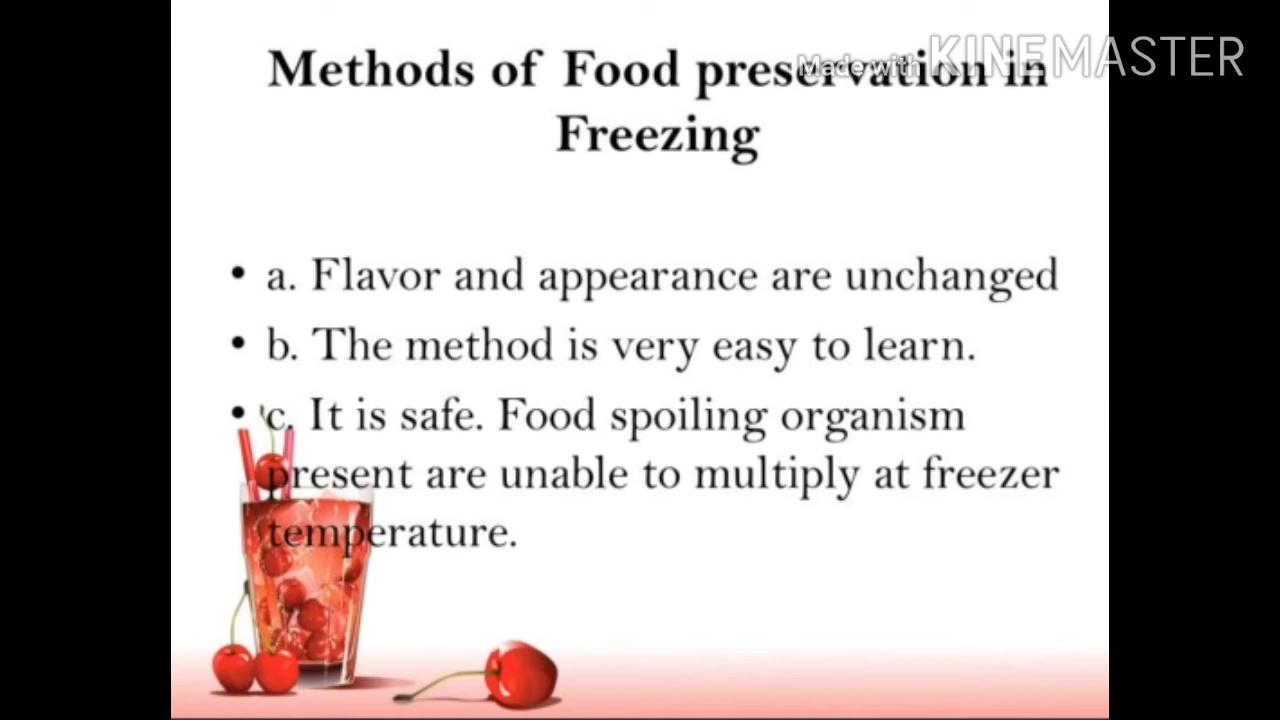 Made with KINEMASTER
Methods of Food preservation in
Freezing
• a. Flavor and appearance are unchanged
• b. The method is very easy to learn.
• c. It is safe. Food spoiling organism
present are unable to multiply at freezer
temperature.